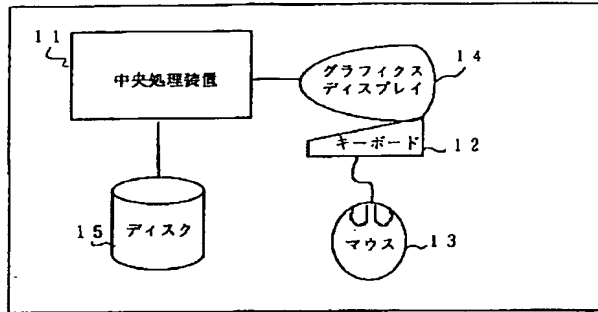 11
中央処理装置
グラフィクス
ディスプレイ
14
キーボード
12
15
ディスク
マウス
13